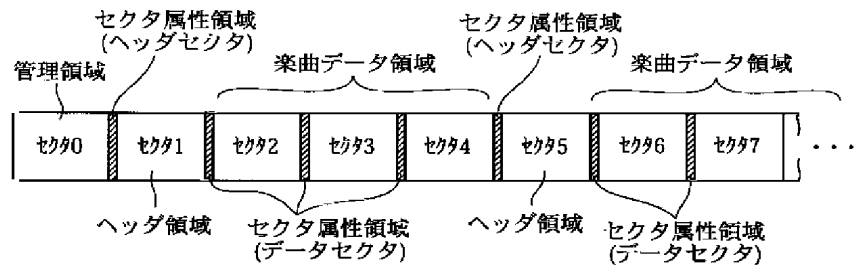 セクタ属性領域
(ヘッダセクタ)
セクタ属性領域
(ヘッダセクタ)
管理領域
楽曲データ領域
楽曲データ領域
セクタ0
セクタ1
セクタ2
セクタ3
セクタ4
セクタ5
セクタ6
セクタ7
・・・
ヘッダ領域
セクタ属性領域
(データセクタ)
ヘッダ領域
セクタ属性領域
(データセクタ)